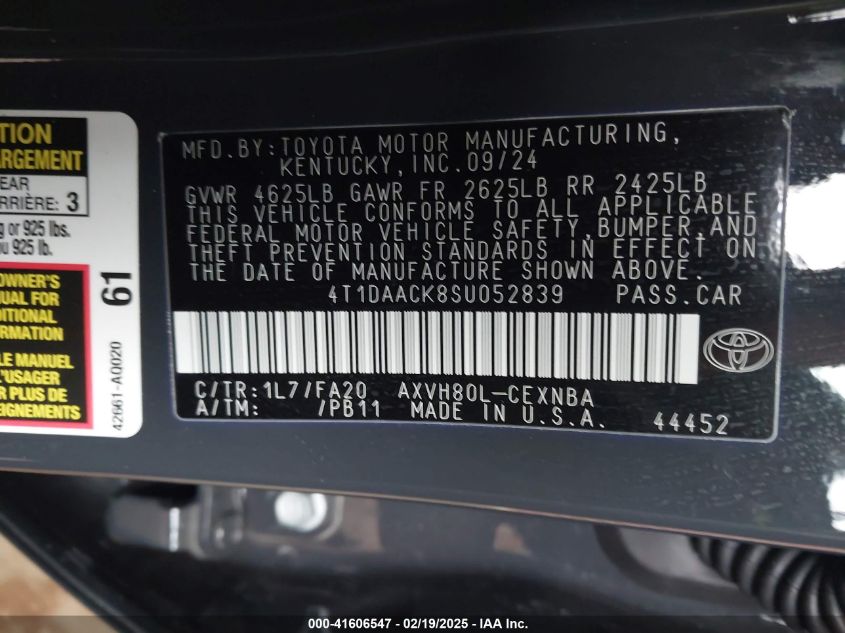 TION
ARGEMENT
EAR
ARRIÈRE: 3
g or 925 lbs.
ou 925 lb.
OWNER'S
NUAL FOR
DITIONAL
RMATION
LE MANUEL
L'USAGER
R PLUS DE
EIGNEMENTS
61
42661-A0020
MFD.BY:TOYOTA MOTOR MANUFACTURING,
KENTUCKY,INC.09/24
GVWR 4625LB GAWR FR 2625LB RR 2425LB
THIS VEHICLE CONFORMS TO ALL APPLICABLE
FEDERAL MOTOR VEHICLE SAFETY,BUMPER,AND
THEFT PREVENTION STANDARDS IN EFFECT ON
THE DATE OF MANUFACTURE SHOWN ABOVE.
4T1DAACK8SU052839 PASS.CAR
C/TR:1L7/FA20 AXVH80L-CEXNBA
A/TM: /PB11 MADE IN U.S.A. 44452
000-41606547 - 02/19/2025 - IAA Inc.